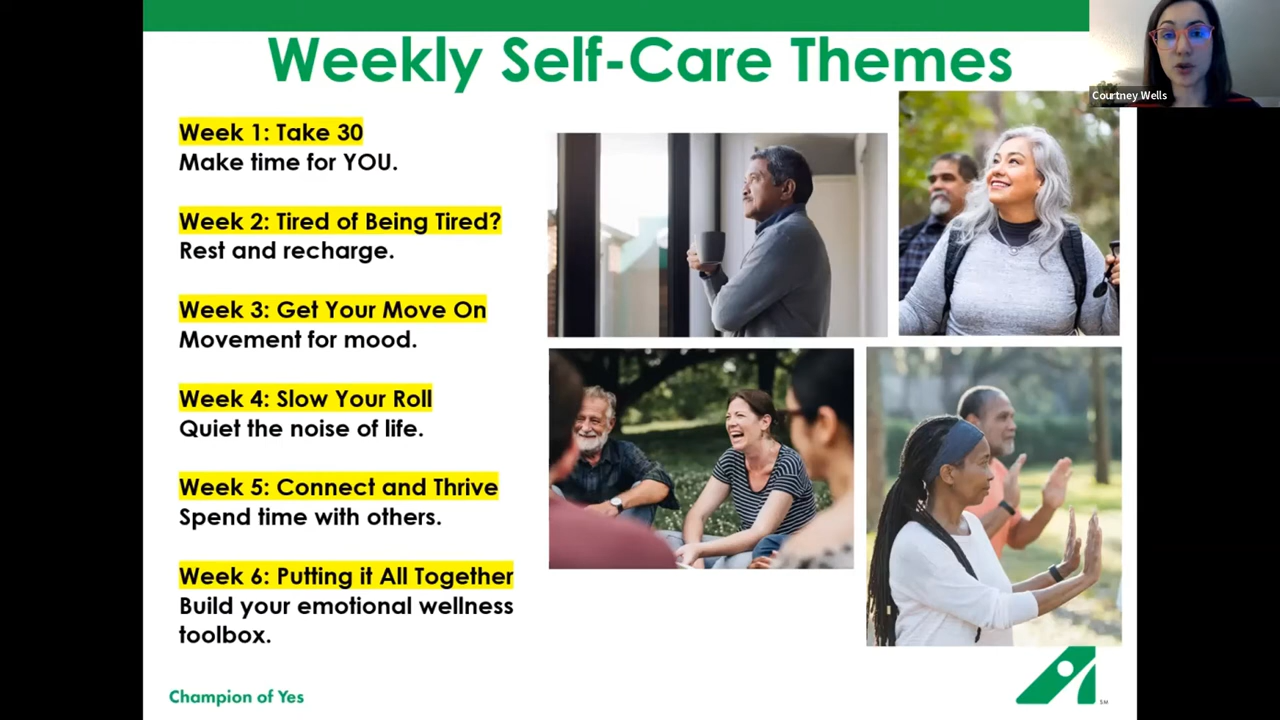 Weekly Self-Care Themes
Courtney Wells
Week 1: Take 30
Make time for YOU.
Week 2: Tired of Being Tired?
Rest and recharge.
Week 3: Get Your Move On
Movement for mood.
Week 4: Slow Your Roll
Quiet the noise of life.
Week 5: Connect and Thrive
Spend time with others.
Week 6: Putting it All Together
Build your emotional wellness
toolbox.
Champion of Yes
SM